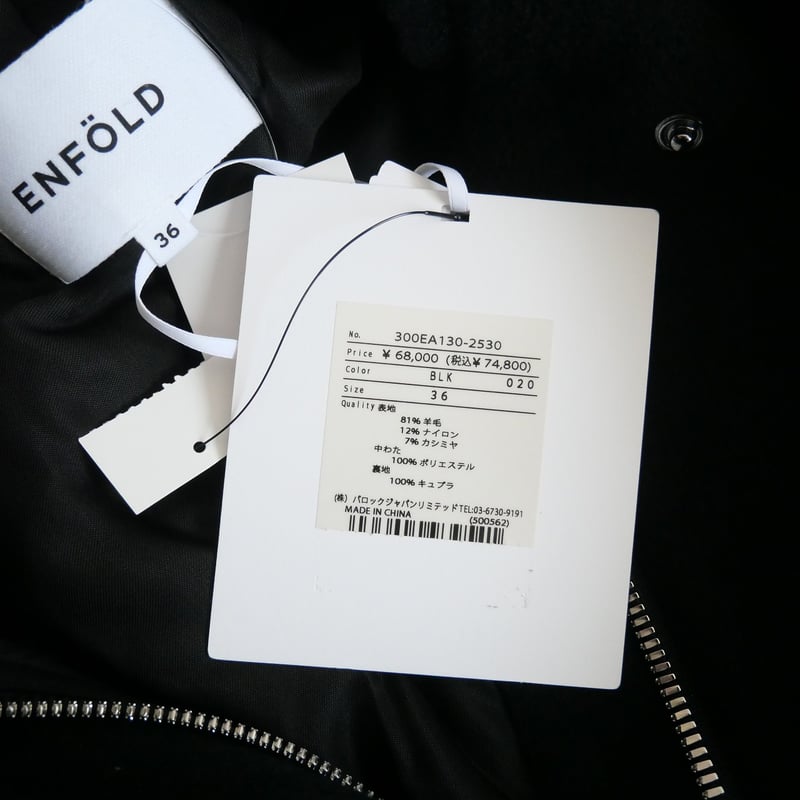 ENFÖLD
36
No. 300EA130-2530
Price ¥ 68,000 (税込¥ 74,800)
Color BLK 020
Size 36
Quality 表地
81% 羊毛
12% ナイロン
7% カシミヤ
中わた
100% ポリエステル
裏地
100% キュプラ
(株) バロックジャパンリミテッドTEL:03-6730-9191
MADE IN CHINA (500562)